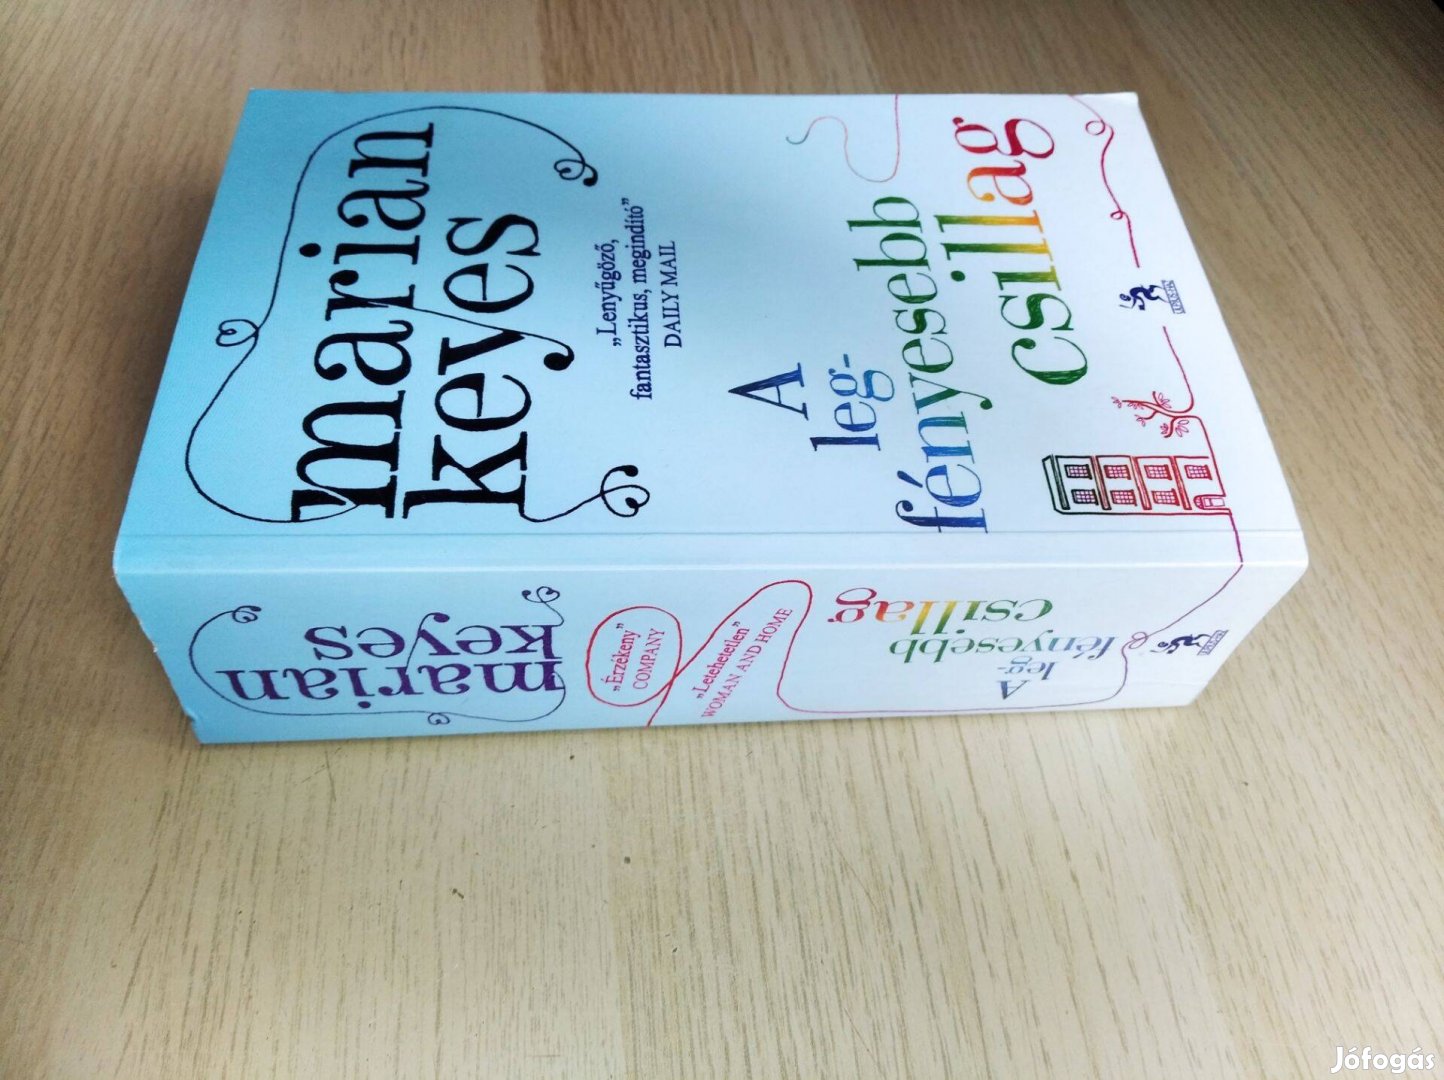 marian
keyes
„Lenyűgöző,
fantasztikus, megindító”
DAILY MAIL
A
leg-
fényesebb
csillag
marian
keyes
„Érzékeny”
COMPANY
„Letehetetlen”
WOMAN AND HOME
A
leg-
fényesebb
csillag
Jófogás